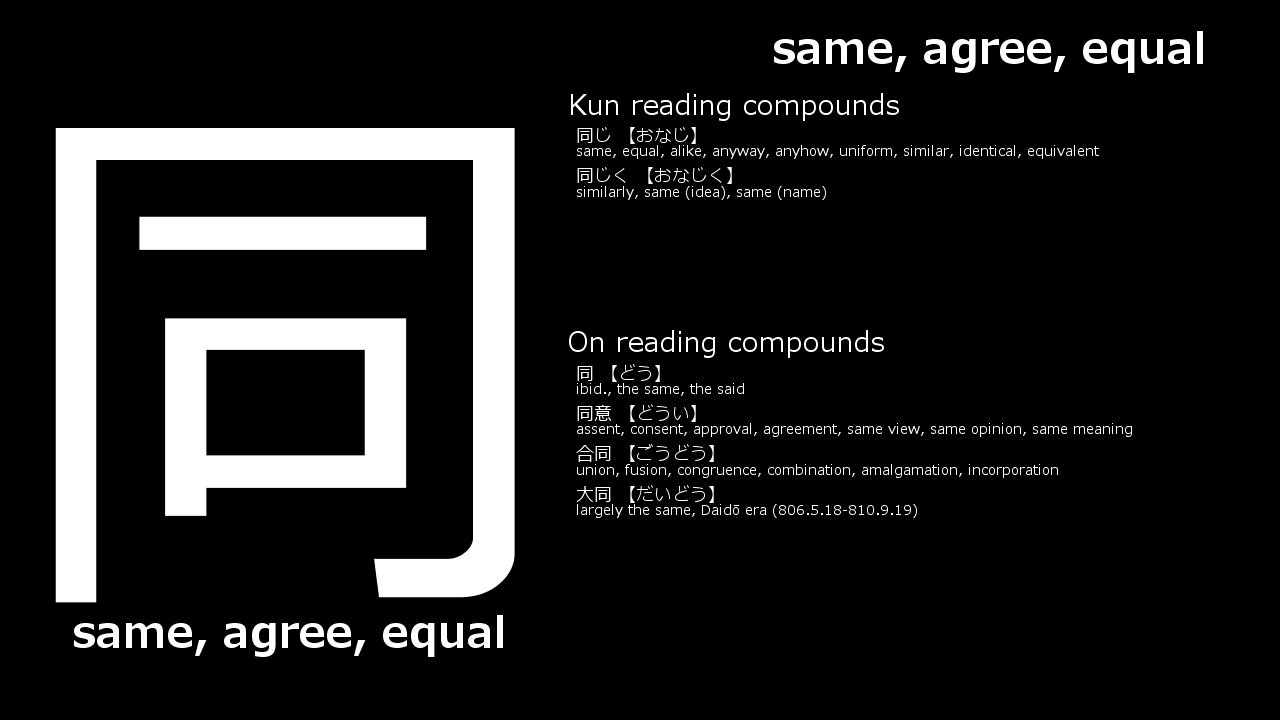 same, agree, equal
同
same, agree, equal
Kun reading compounds
同じ 【おなじ】
same, equal, alike, anyway, anyhow, uniform, similar, identical, equivalent
同じく 【おなじく】
similarly, same (idea), same (name)
On reading compounds
同 【どう】
ibid., the same, the said
同意 【どうい】
assent, consent, approval, agreement, same view, same opinion, same meaning
合同 【ごうどう】
union, fusion, congruence, combination, amalgamation, incorporation
大同 【だいどう】
largely the same, Daidō era (806.5.18-810.9.19)